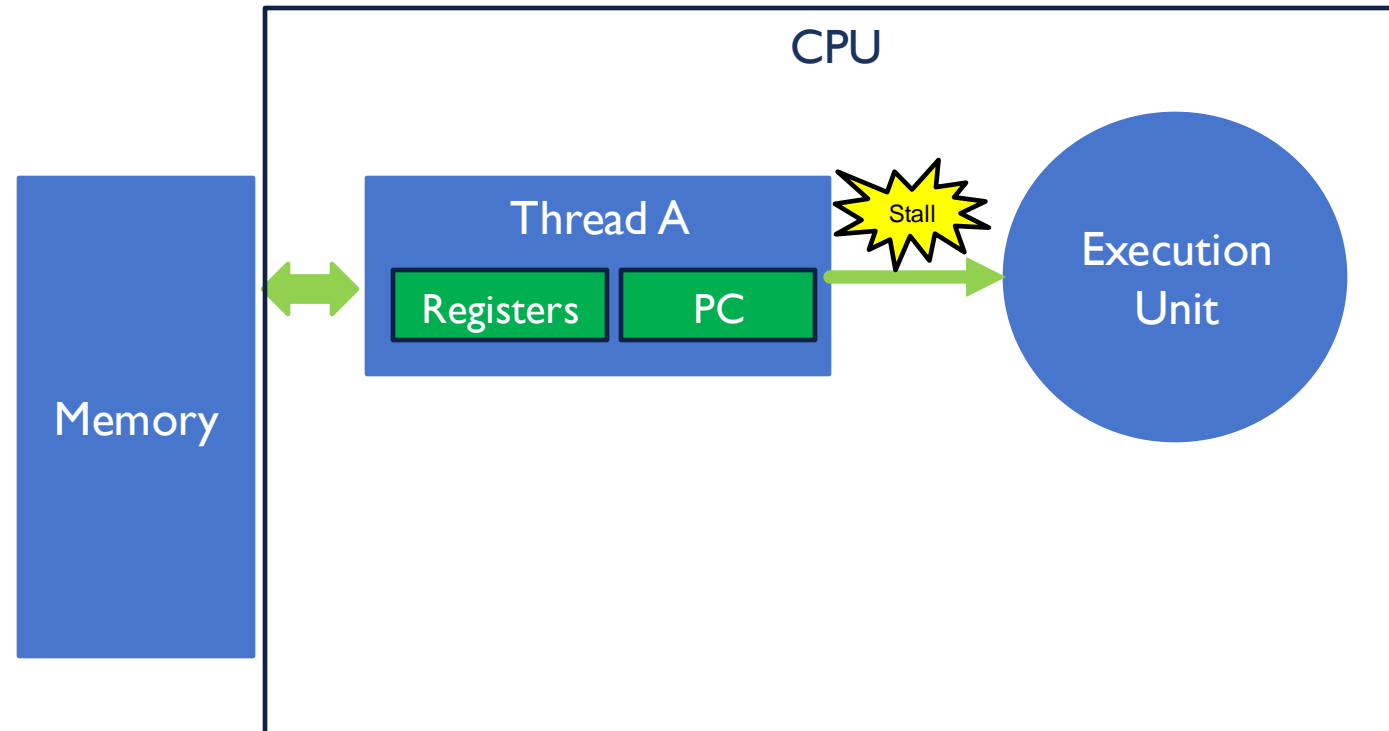 CPU
Memory
Thread A
Registers
PC
Stall
Execution
Unit